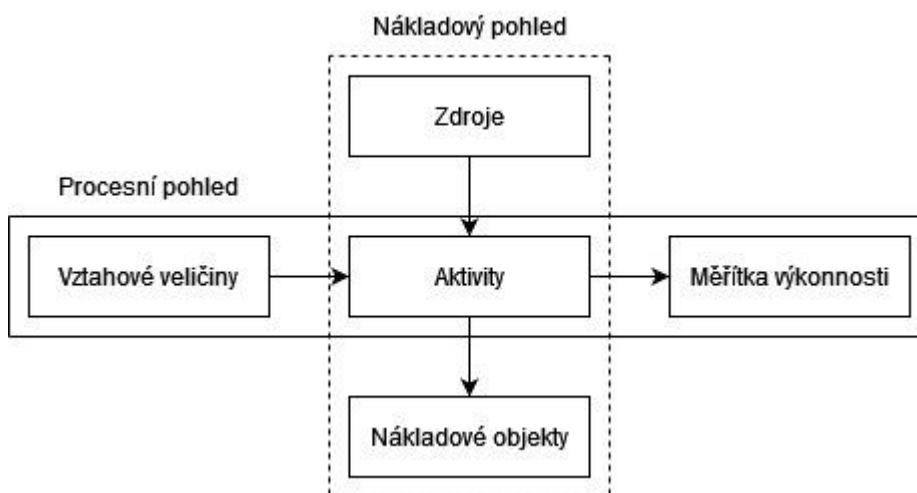 Nákladový pohled
Zdroje
Procesní pohled
Vztahové veličiny
Aktivity
Měřítka výkonnosti
Nákladové objekty